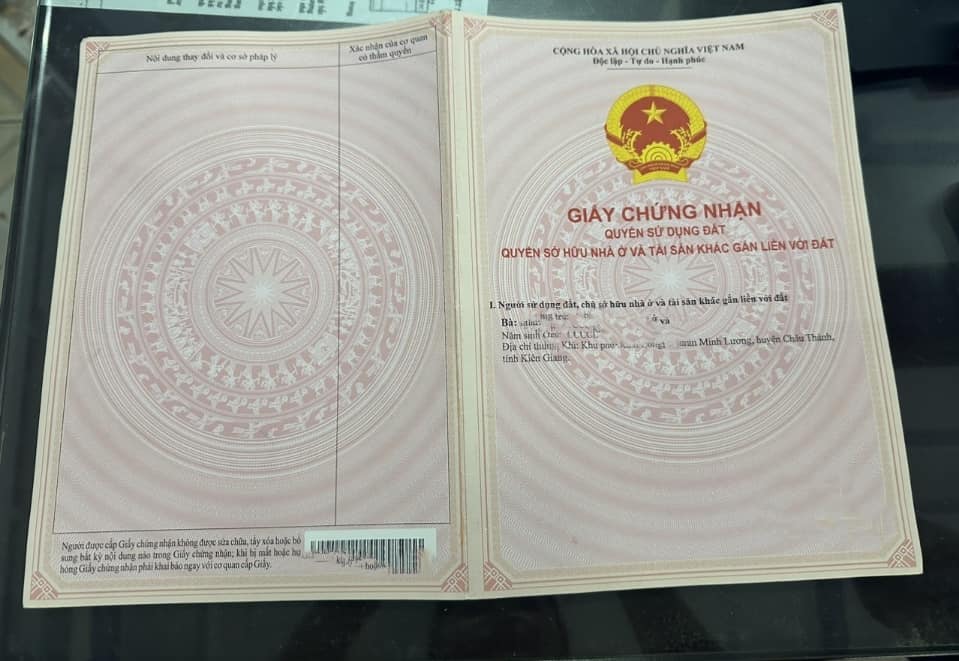 Nội dung thay đổi và cơ sở pháp lý
Xác nhận của cơ quan
có thẩm quyền
Người được cấp Giấy chứng nhận không được sửa chữa, tẩy xóa hoặc bổ
sung bất kỳ nội dung nào trong Giấy chứng nhận; khi bị mất hoặc hư
hỏng Giấy chứng nhận phải khai báo ngay với cơ quan cấp Giấy.
CỘNG HÒA XÃ HỘI CHỦ NGHĨA VIỆT NAM
Độc lập - Tự do - Hạnh phúc
GIẤY CHỨNG NHẬN
QUYỀN SỬ DỤNG ĐẤT
QUYỀN SỞ HỮU NHÀ Ở VÀ TÀI SẢN KHÁC GẮN LIỀN VỚI ĐẤT
I. Người sử dụng đất, chủ sở hữu nhà ở và tài sản khác gắn liền với đất
Bà:
Năm sinh
Địa chỉ Minh Lương, huyện Châu Thành,
tỉnh Kiên Giang.